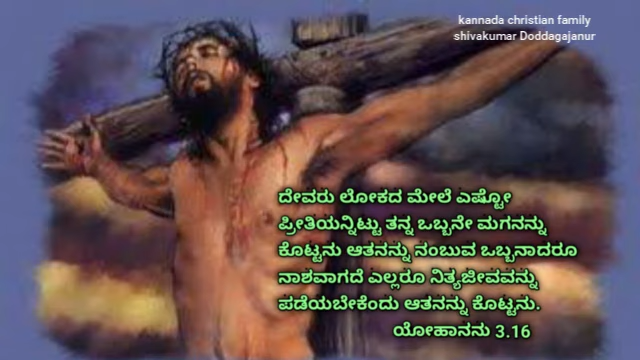 kannada christian family
shivakumar Doddagajanur
ದೇವರು ಲೋಕದ ಮೇಲೆ ಎಷ್ಟೋ
ಪ್ರೀತಿಯನ್ನಿಟ್ಟು ತನ್ನ ಒಬ್ಬನೇ ಮಗನನ್ನು
ಕೊಟ್ಟನು ಆತನನ್ನು ನಂಬುವ ಒಬ್ಬನಾದರೂ
ನಾಶವಾಗದೆ ಎಲ್ಲರೂ ನಿತ್ಯಜೀವವನ್ನು
ಪಡೆಯಬೇಕೆಂದು ಆತನನ್ನು ಕೊಟ್ಟನು.
ಯೋಹಾನನು 3.16